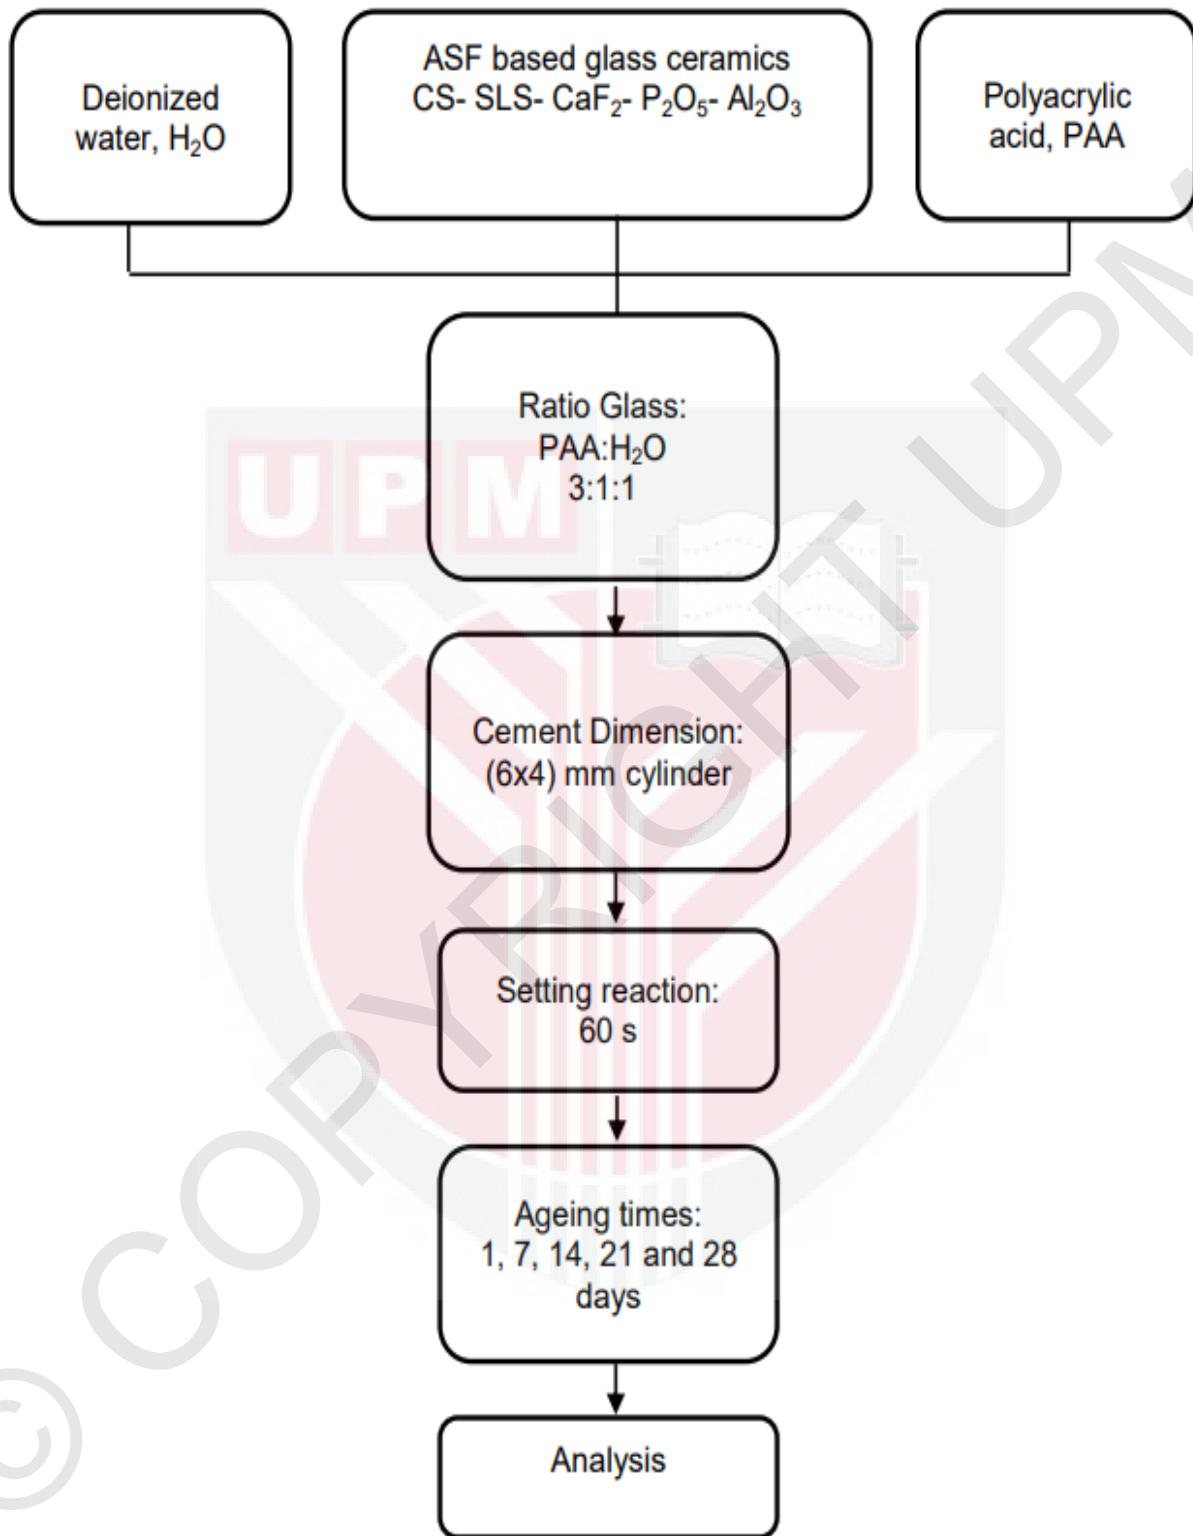 Deionized
water, H₂O
ASF based glass ceramics
CS- SLS- CaF₂- P₂O₅- Al₂O₃
Polyacrylic
acid, PAA
Ratio Glass:
PAA:H₂O
3:1:1
UPM
Cement Dimension:
(6x4) mm cylinder
Setting reaction:
60 s
Ageing times:
1, 7, 14, 21 and 28
days
Analysis
© COPYRIGHT UPM